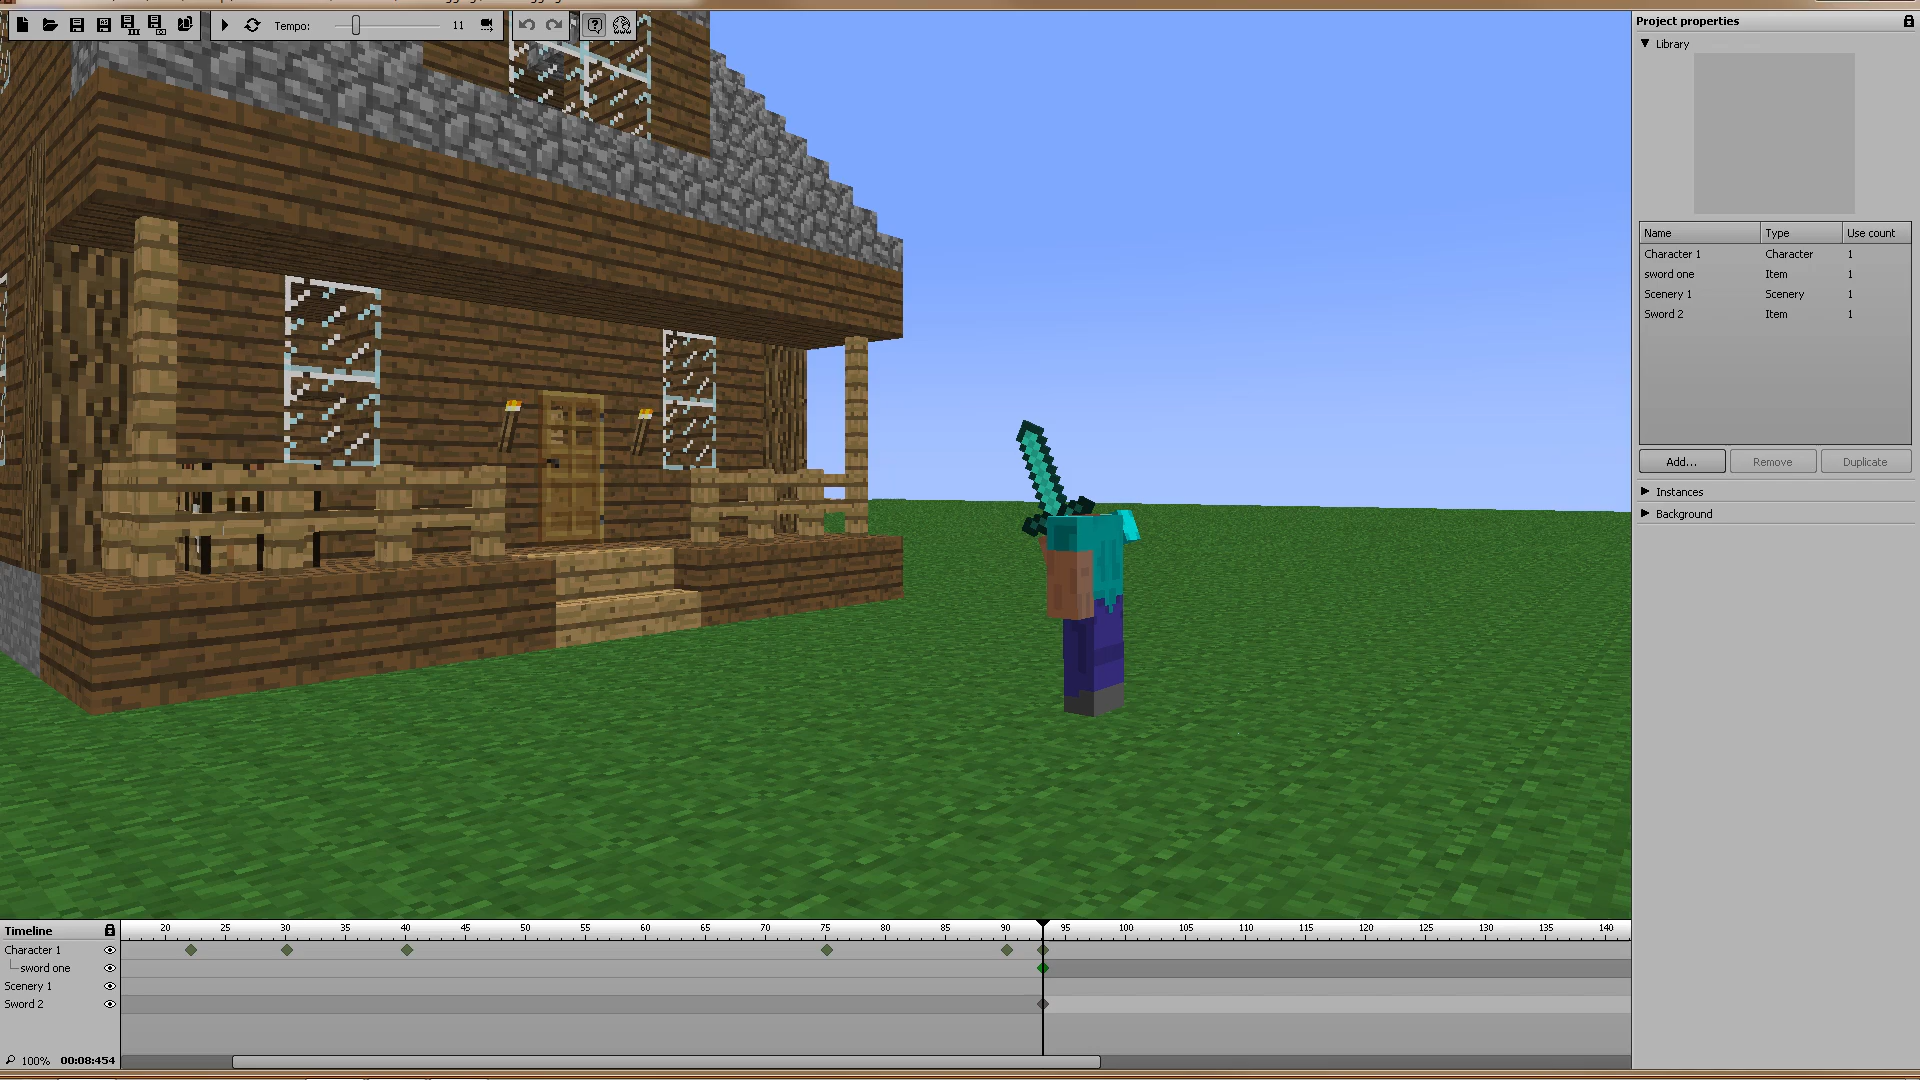 Tempo: 11
Project properties
Library
Name Type Use count
Character 1 Character 1
sword one Item 1
Scenery 1 Scenery 1
Sword 2 Item 1
Add... Remove Duplicate
Instances
Background
Timeline 20 25 30 35 40 45 50 55 60 65 70 75 80 85 90 95 100 105 110 115 120 125 130 135 140
Character 1
sword one
Scenery 1
Sword 2
100% 00:08:454